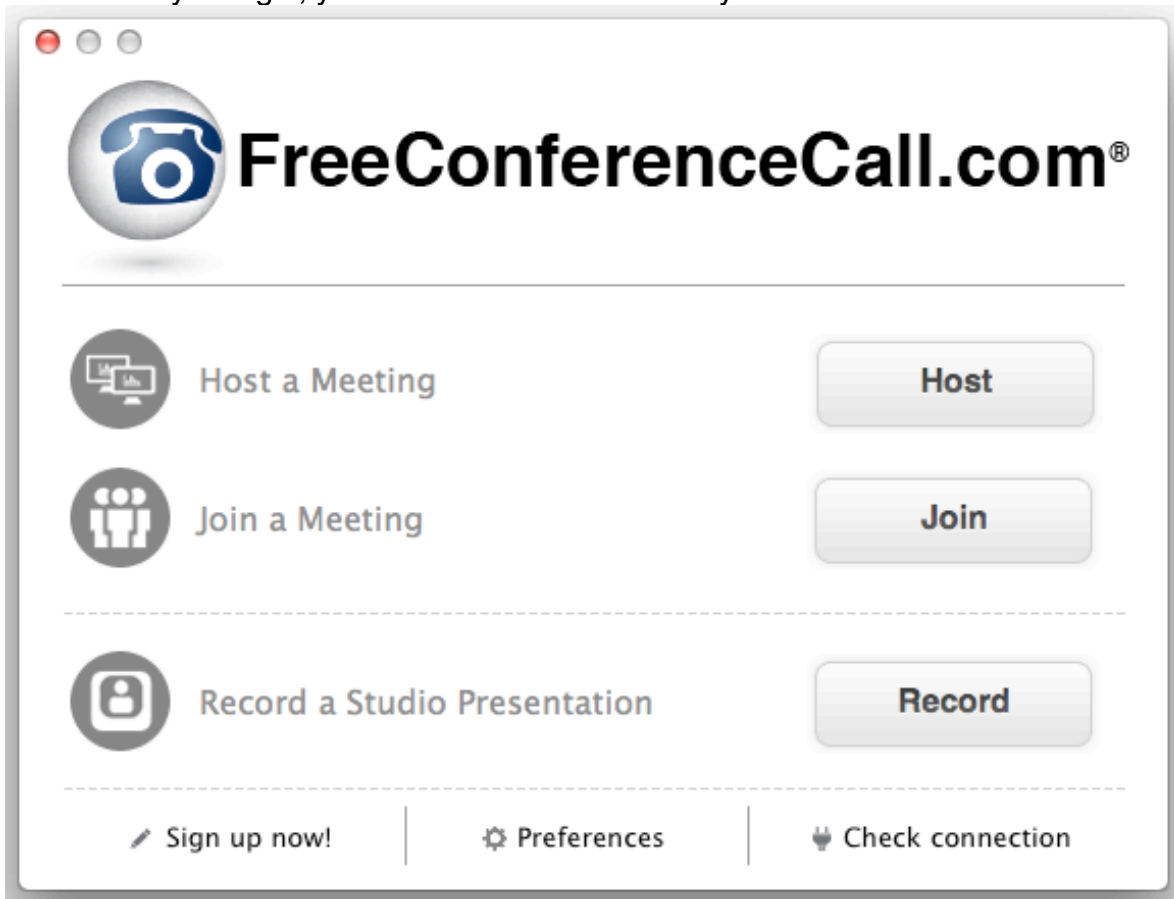 FreeConferenceCall.com®
Host a Meeting Host
Join a Meeting Join
Record a Studio Presentation Record
Sign up now! Preferences Check connection